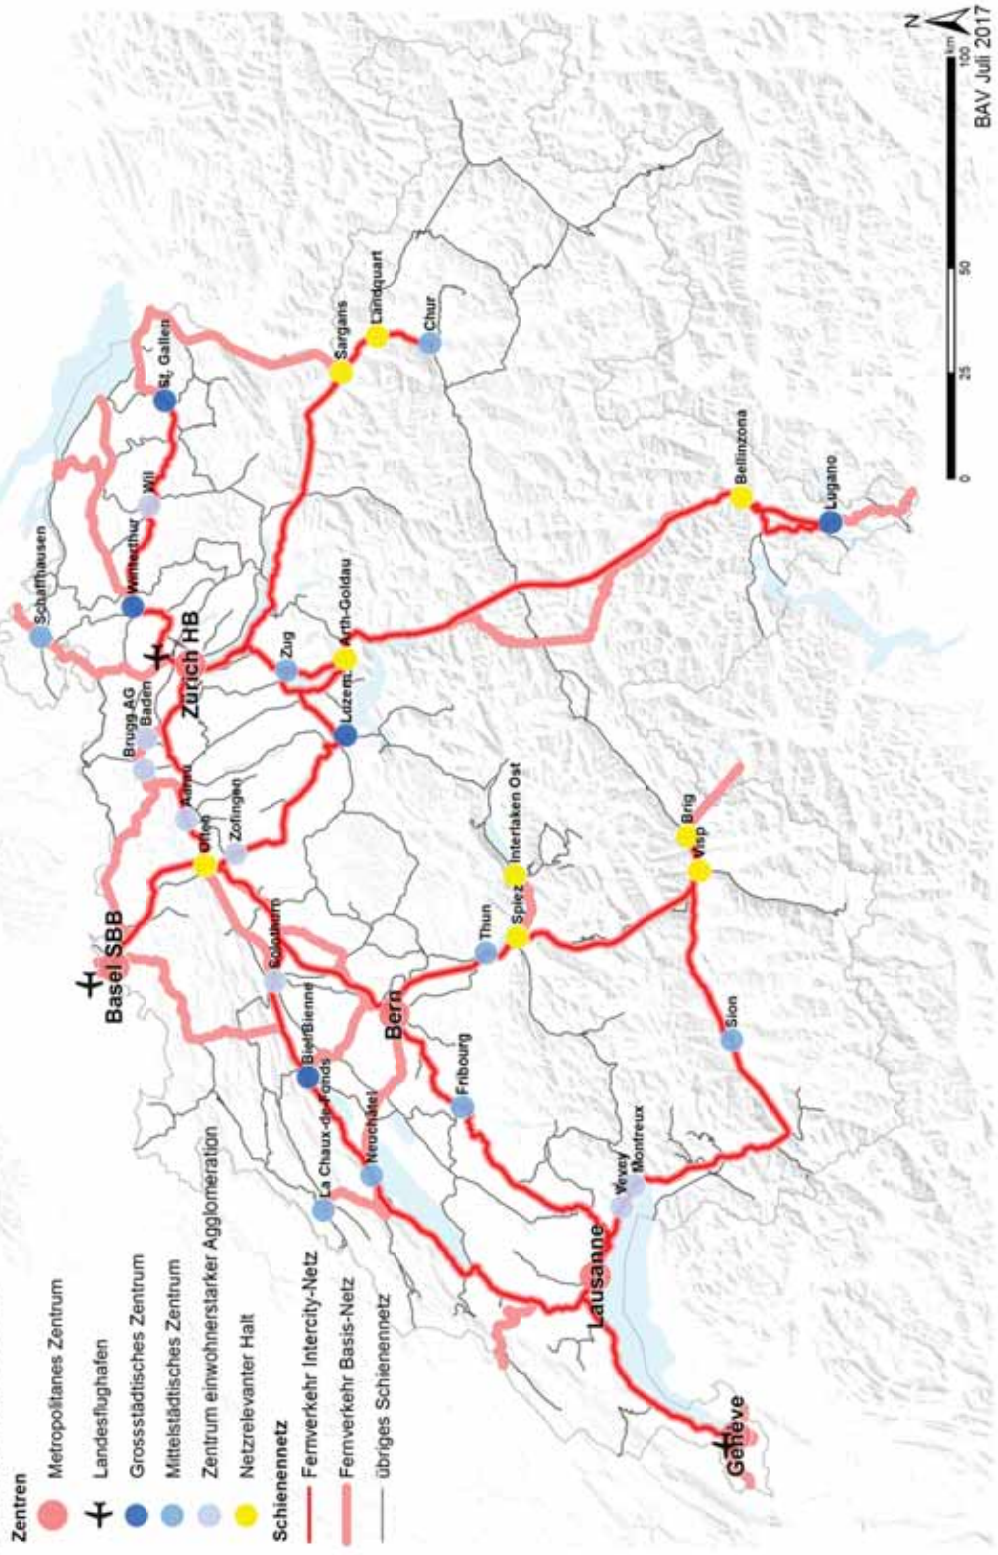 Zentren
Metropolitanes Zentrum
Landesflughafen
Grossstädtisches Zentrum
Mittelstädtisches Zentrum
Zentrum einwohnerstarker Agglomeration
Netzrelevanter Halt
Schienennetz
Fernverkehr Intercity-Netz
Fernverkehr Basis-Netz
übriges Schienennetz
Schaffhausen
Basel SBB
Brugg AG
Baden
Winterthur
Wil
St. Gallen
Aarau
Zürich HB
Olten
Zofingen
Solothurn
Zug
Biel/Bienne
La Chaux-de-Fonds
Luzern
Arth-Goldau
Sargans
Landquart
Chur
Neuchâtel
Bern
Fribourg
Thun
Spiez
Interlaken Ost
Lausanne
Vevey
Montreux
Genève
Sion
Visp
Brig
Bellinzona
Lugano
N
0
25
50
100
km
BAV Juli 2017